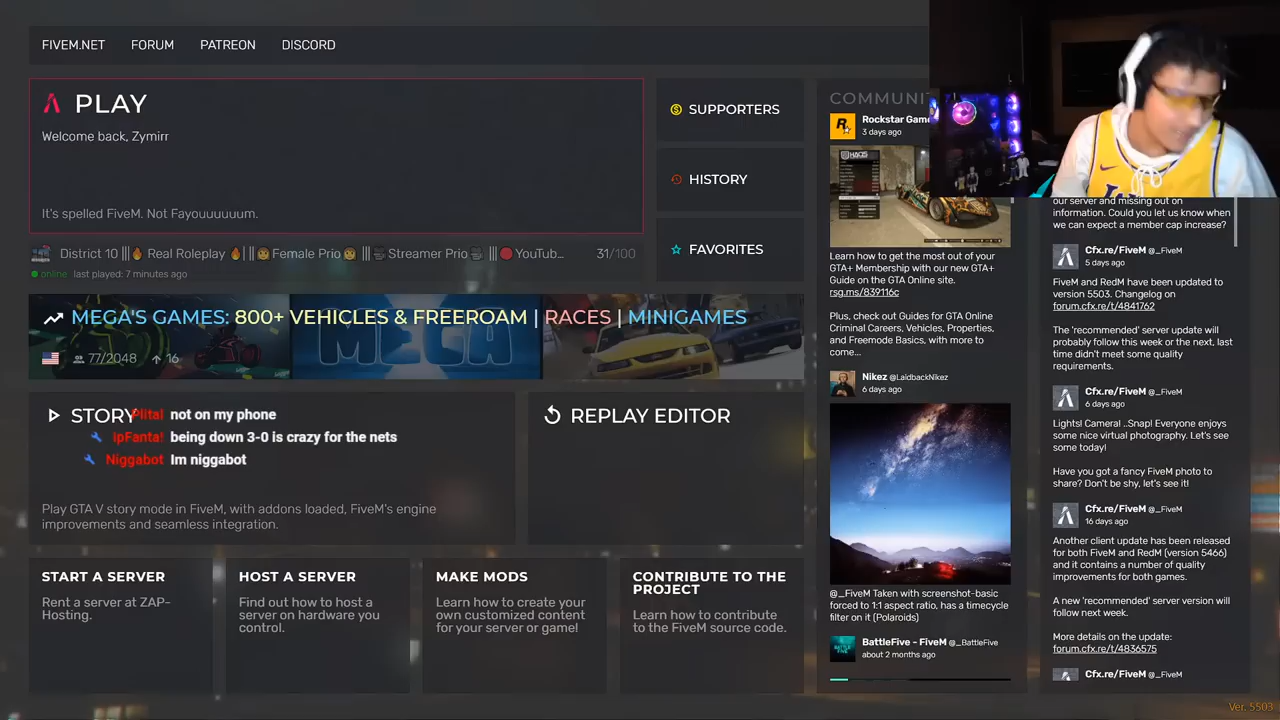 FIVEM.NET FORUM PATREON DISCORD
PLAY
Welcome back, Zymirr
It's spelled FiveM. Not Fayouuuuuum.
District 10 |||🔥 Real Roleplay 🔥|||👩 Female Prio 👩 ||| Streamer Prio |||🔴 YouTub... 31/100
online last played: 7 minutes ago
SUPPORTERS
HISTORY
FAVORITES
MEGA'S GAMES: 800+ VEHICLES & FREEROAM | RACES | MINIGAMES
77/2048 16
MEGA
STORY
Plital not on my phone
IpFanta! being down 3-0 is crazy for the nets
Niggabot Im niggabot
Play GTA V story mode in FiveM, with addons loaded, FiveM's engine
improvements and seamless integration.
REPLAY EDITOR
START A SERVER
Rent a server at ZAP-
Hosting.
HOST A SERVER
Find out how to host a
server on hardware you
control.
MAKE MODS
Learn how to create your
own customized content
for your server or game!
CONTRIBUTE TO THE
PROJECT
Learn how to contribute
to the FiveM source code.
COMMUNI
Rockstar Game
3 days ago
Learn how to get the most out of your
GTA+ Membership with our new GTA+
Guide on the GTA Online site.
rsg.ms/839116c
Plus, check out Guides for GTA Online
Criminal Careers, Vehicles, Properties,
and Freemode Basics, with more to
come...
Nikez @LaidbackNikez
6 days ago
@_FiveM Taken with screenshot-basic
forced to 1:1 aspect ratio, has a timecycle
filter on it (Polaroids)
BattleFive - FiveM @_BattleFive
about 2 months ago
our server and missing out on
information. Could you let us know when
we can expect a member cap increase?
Cfx.re/FiveM @_FiveM
5 days ago
FiveM and RedM have been updated to
version 5503. Changelog on
forum.cfx.re/t/4841762
The 'recommended' server update will
probably follow this week or the next, last
time didn't meet some quality
requirements.
Cfx.re/FiveM @_FiveM
6 days ago
Lights! Camera! ..Snap! Everyone enjoys
some nice virtual photography. Let's see
some today!
Have you got a fancy FiveM photo to
share? Don't be shy, let's see it!
Cfx.re/FiveM @_FiveM
16 days ago
Another client update has been released
for both FiveM and RedM (version 5466)
and it contains a number of quality
improvements for both games.
A new 'recommended' server version will
follow next week.
More details on the update:
forum.cfx.re/t/4836575
Cfx.re/FiveM @_FiveM
Ver. 5503